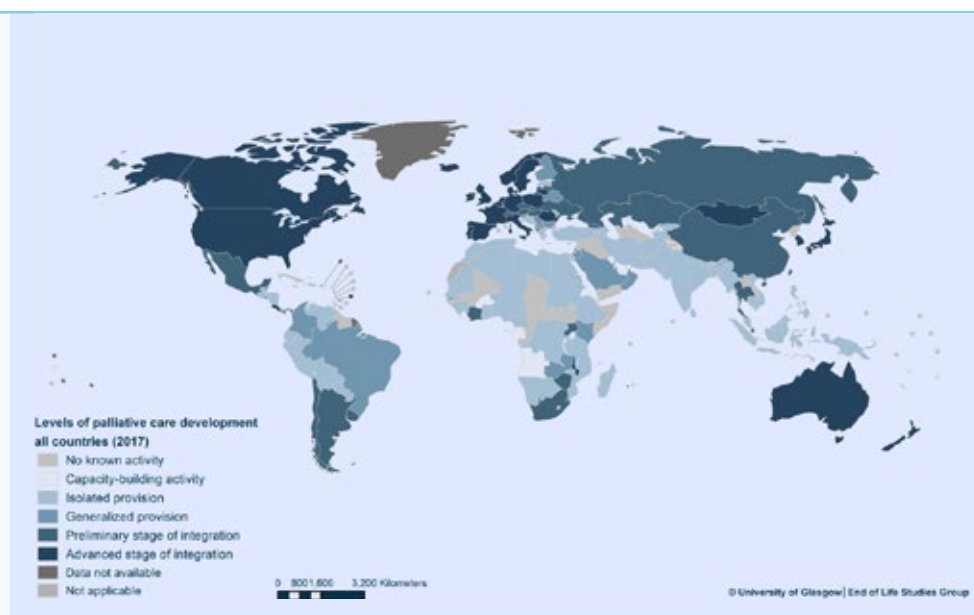 Levels of palliative care development
all countries (2017)
No known activity
Capacity-building activity
Isolated provision
Generalized provision
Preliminary stage of integration
Advanced stage of integration
Data not available
Not applicable
0 8001,600 3,200 Kilometers
© University of Glasgow| End of Life Studies Group